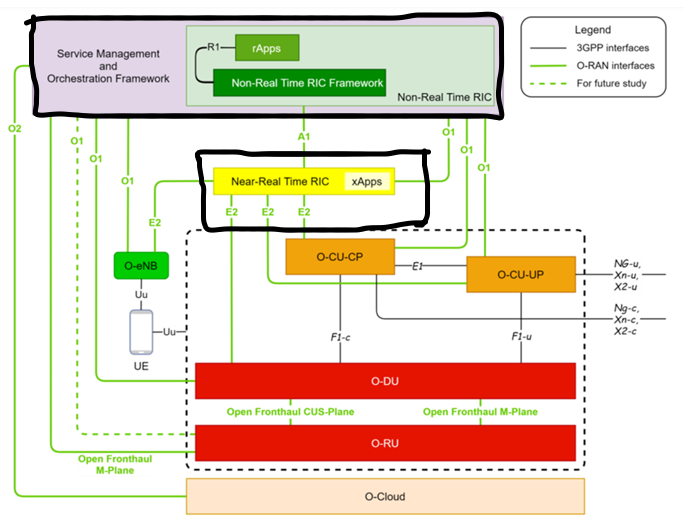 Service Management
and
Orchestration Framework
R1
rApps
Non-Real Time RIC Framework
Non-Real Time RIC
Legend
3GPP interfaces
O-RAN interfaces
For future study
O2
O1
O1
O1
A1
O1
O1
O1
Near-Real Time RIC
xApps
E2
E2
E2
E2
O-eNB
Uu
UE
Uu
O-CU-CP
E1
O-CU-UP
NG-u,
Xn-u,
X2-u
Ng-c,
Xn-c,
X2-c
F1-c
F1-u
O-DU
Open Fronthaul CUS-Plane
Open Fronthaul M-Plane
O-RU
Open Fronthaul
M-Plane
O-Cloud